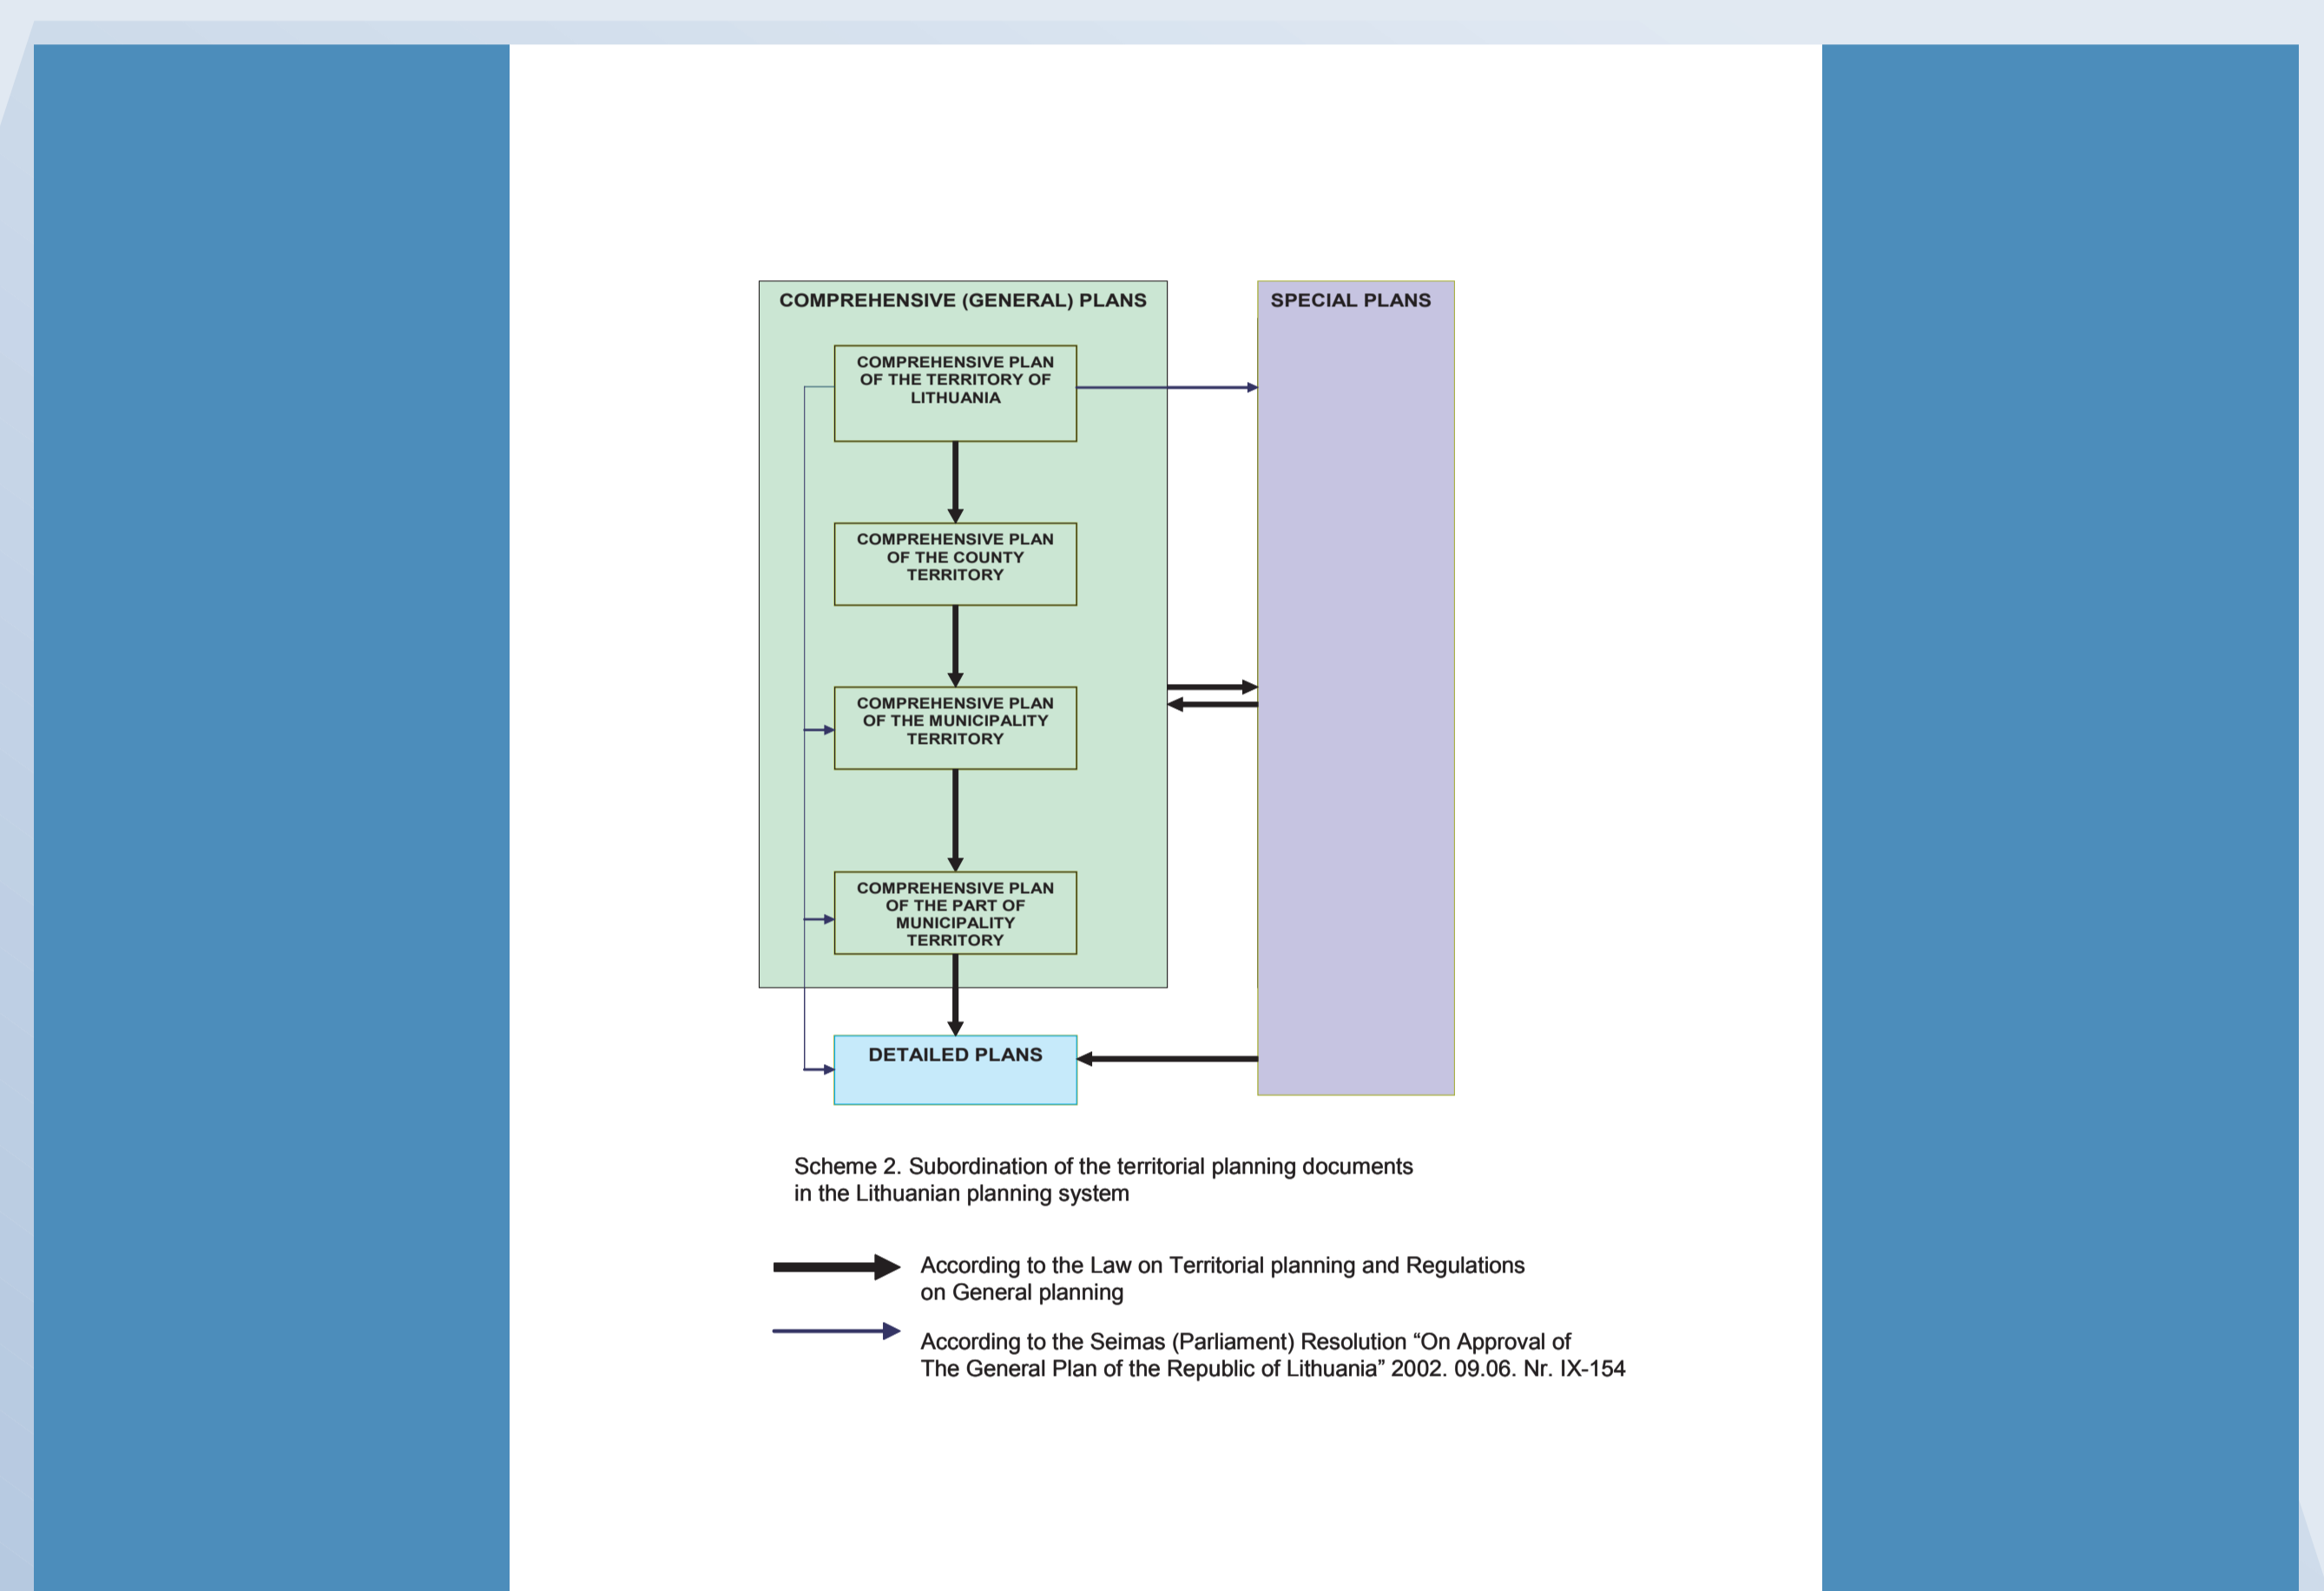 COMPREHENSIVE (GENERAL) PLANS
SPECIAL PLANS
COMPREHENSIVE PLAN
OF THE TERRITORY OF
LITHUANIA
COMPREHENSIVE PLAN
OF THE COUNTY
TERRITORY
COMPREHENSIVE PLAN
OF THE MUNICIPALITY
TERRITORY
COMPREHENSIVE PLAN
OF THE PART OF
MUNICIPALITY
TERRITORY
DETAILED PLANS
Scheme 2. Subordination of the territorial planning documents
in the Lithuanian planning system
According to the Law on Territorial planning and Regulations
on General planning
According to the Seimas (Parliament) Resolution “On Approval of
The General Plan of the Republic of Lithuania” 2002. 09.06. Nr. IX-154